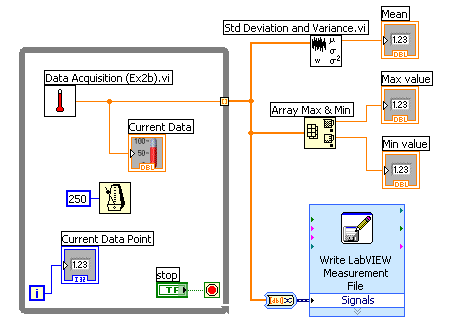 Mean
Std Deviation and Variance.vi
μ
w σ²
1.23
DBL
Data Acquisition (Ex2b).vi
Max value
1.23
DBL
Array Max & Min
Current Data
100
50
DBL
Min value
1.23
DBL
250
Write LabVIEW
Measurement
File
Signals
Current Data Point
1.23
I32
i
stop
TF